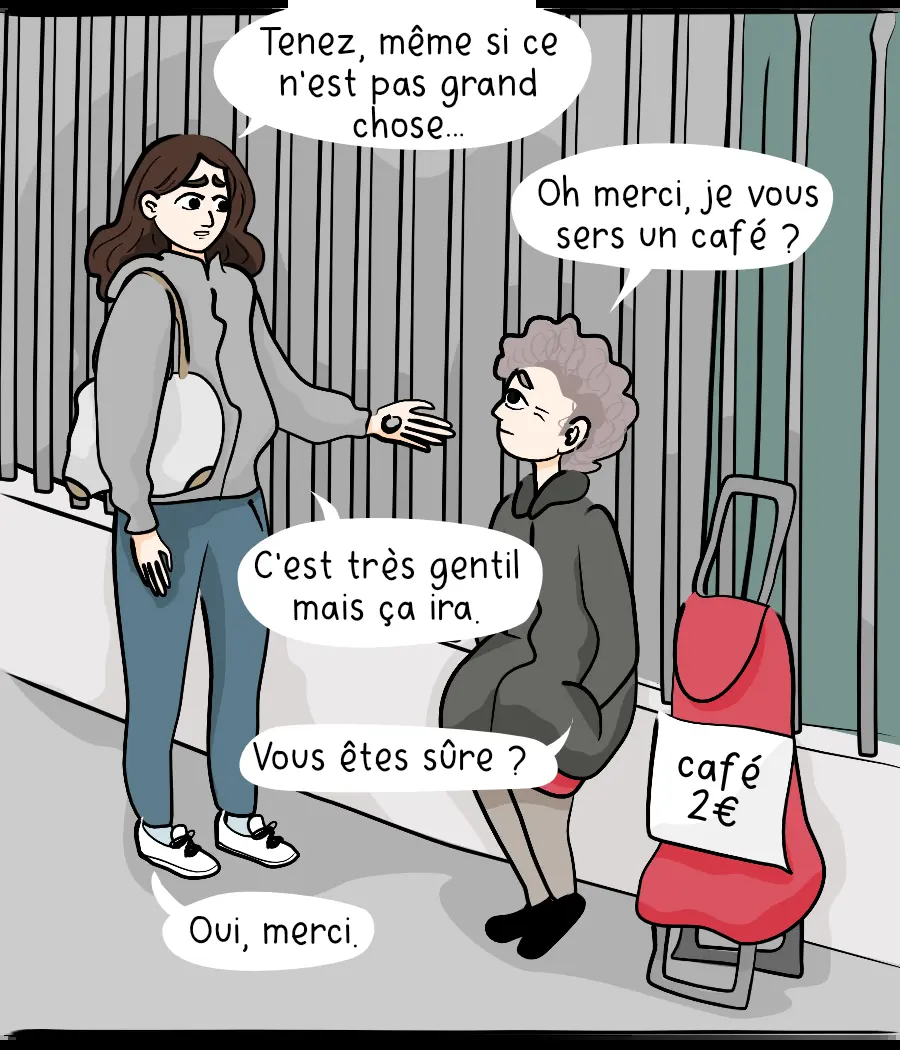 Tenez, même si ce
n'est pas grand
chose...
Oh merci, je vous
sers un café ?
C'est très gentil
mais ça ira.
Vous êtes sûre ?
café
2€
Oui, merci.